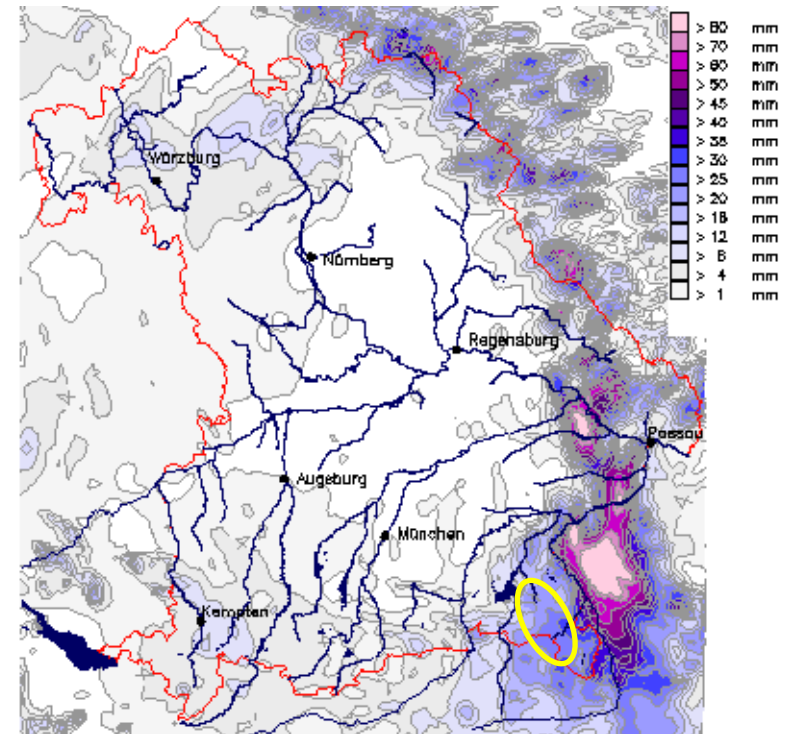 > 80 mm
> 70 mm
> 60 mm
> 50 mm
> 45 mm
> 40 mm
> 35 mm
> 30 mm
> 25 mm
> 20 mm
> 16 mm
> 12 mm
> 8 mm
> 4 mm
> 1 mm
Würzburg
Nürnberg
Regensburg
Passau
Augsburg
München
Kempten